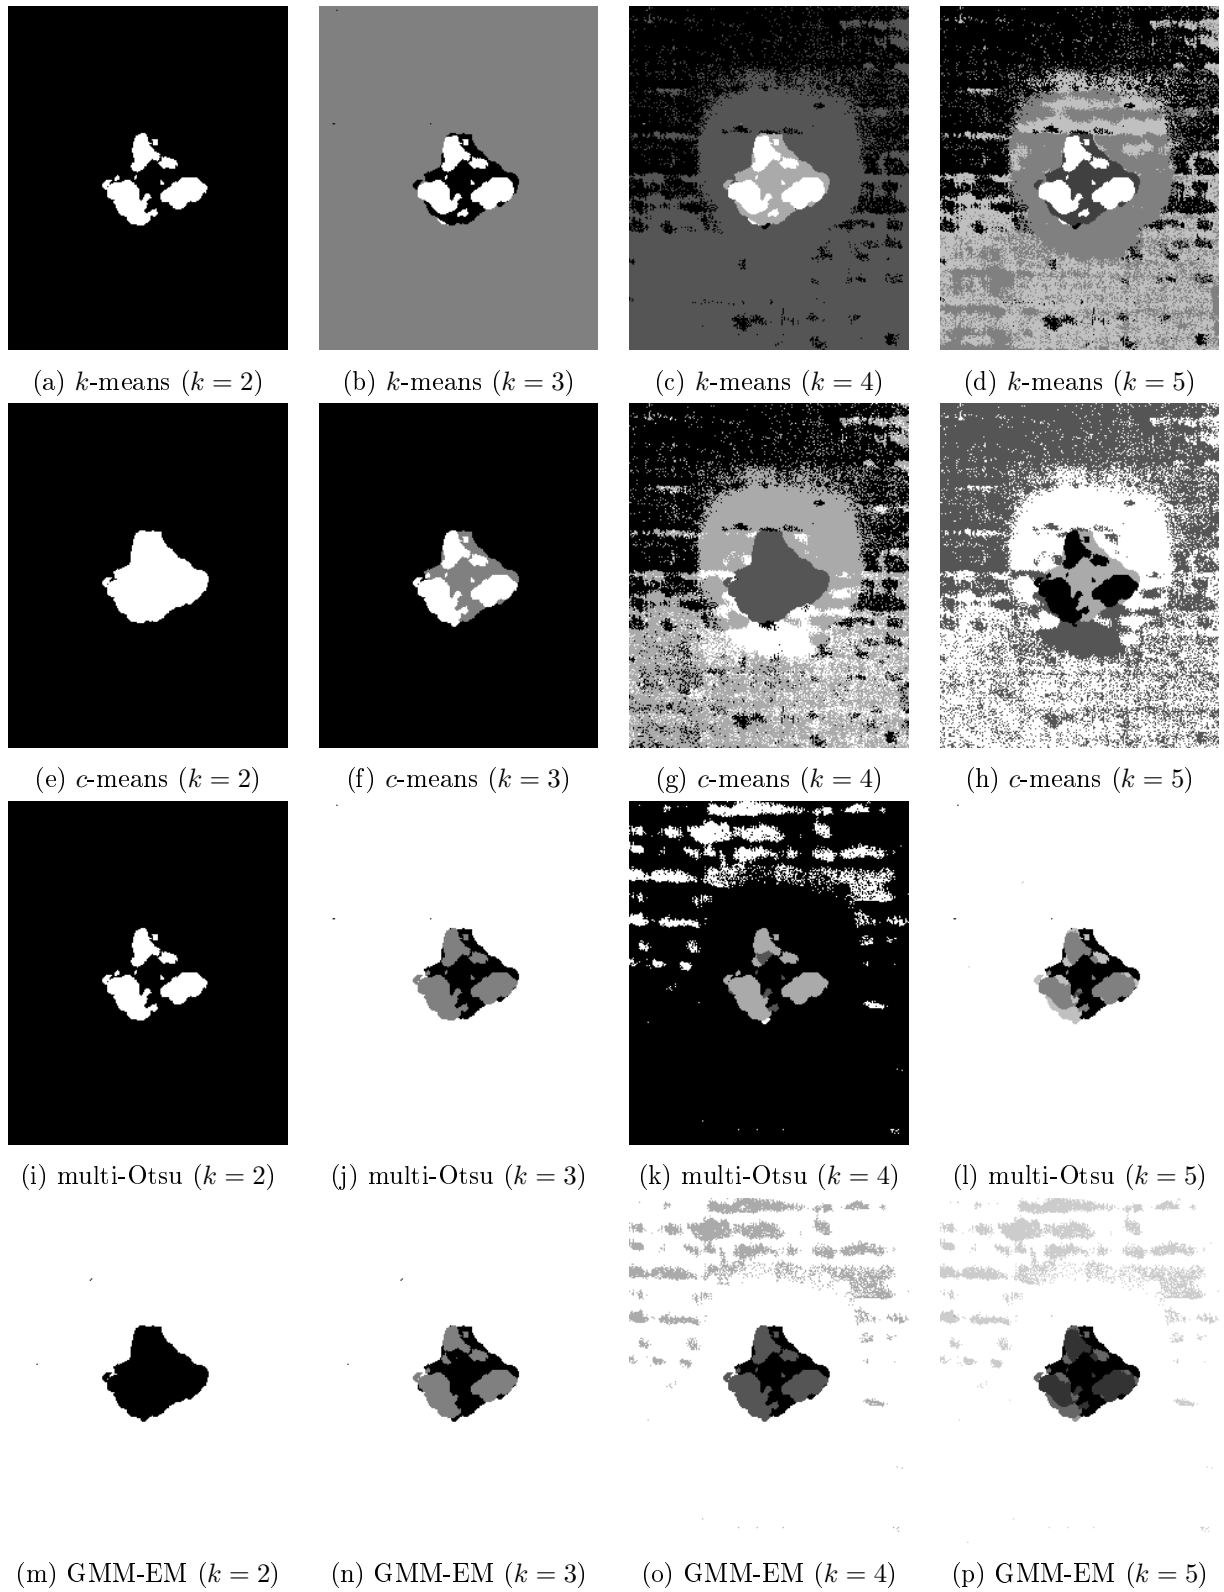 (a) k-means (k = 2)
(b) k-means (k = 3)
(c) k-means (k = 4)
(d) k-means (k = 5)
(e) c-means (k = 2)
(f) c-means (k = 3)
(g) c-means (k = 4)
(h) c-means (k = 5)
(i) multi-Otsu (k = 2)
(j) multi-Otsu (k = 3)
(k) multi-Otsu (k = 4)
(l) multi-Otsu (k = 5)
(m) GMM-EM (k = 2)
(n) GMM-EM (k = 3)
(o) GMM-EM (k = 4)
(p) GMM-EM (k = 5)